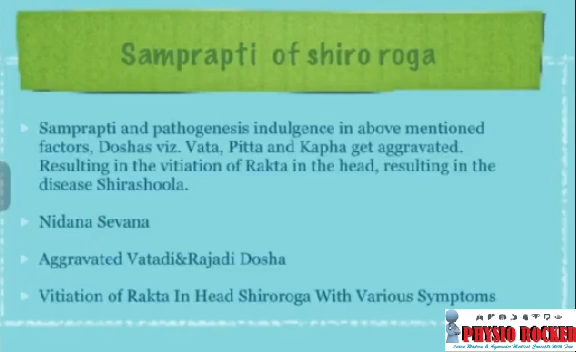 Samprapti of shiro roga
Samprapti and pathogenesis indulgence in above mentioned
factors, Doshas viz. Vata, Pitta and Kapha get aggravated.
Resulting in the vitiation of Rakta in the head, resulting in the
disease Shirashoola.
Nidana Sevana
Aggravated Vatadi&Rajadi Dosha
Vitiation of Rakta In Head Shiroroga With Various Symptoms
PHYSIO ROCKED